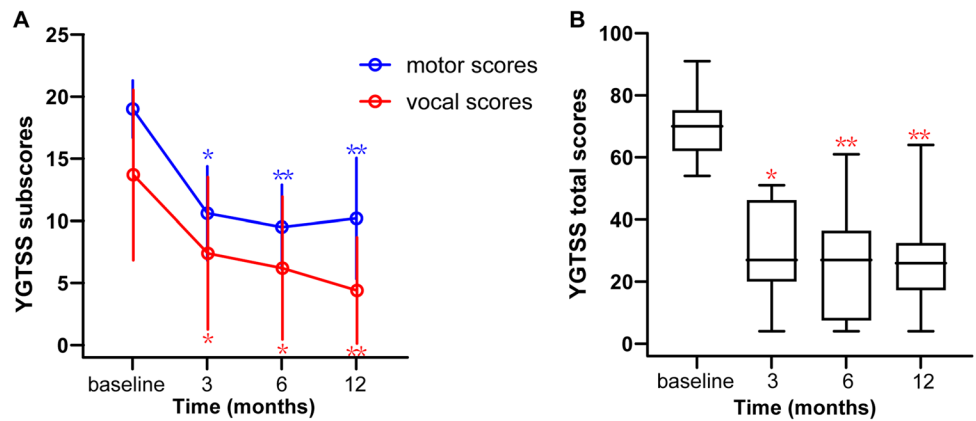 A
YGTSS subscores
25
20
15
10
5
0
motor scores
vocal scores
*
**
**
*
*
**
baseline 3 6 12
Time (months)
B
YGTSS total scores
100
80
60
40
20
0
*
**
**
baseline 3 6 12
Time (months)